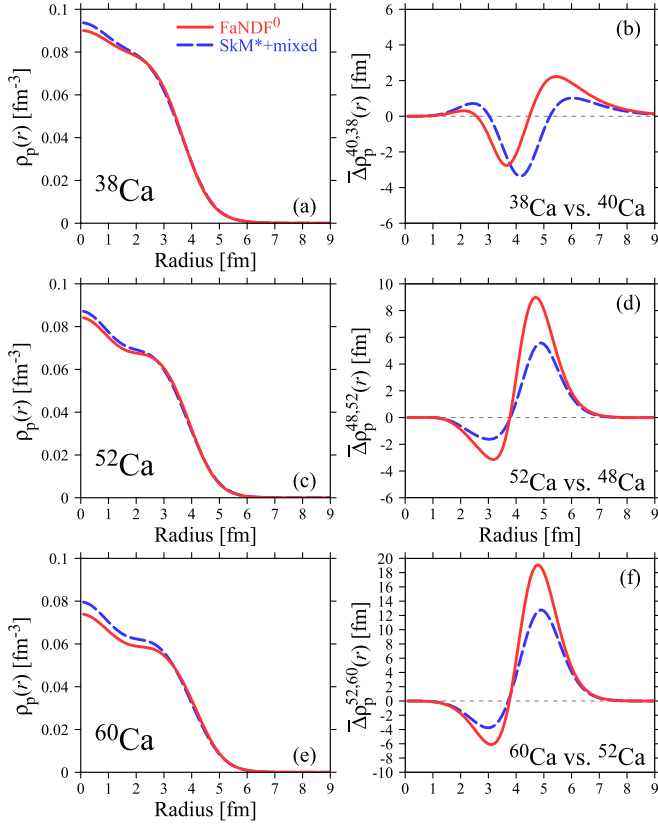 0.1
0.08
0.06
0.04
0.02
0
ρp(r) [fm⁻³]
FaNDF⁰
SkM*+mixed
³⁸Ca
(a)
0 1 2 3 4 5 6 7 8 9
Radius [fm]
6
4
2
0
-2
-4
-6
Δ̅ρp⁴⁰,³⁸(r) [fm]
(b)
³⁸Ca vs. ⁴⁰Ca
0 1 2 3 4 5 6 7 8 9
Radius [fm]
0.1
0.08
0.06
0.04
0.02
0
ρp(r) [fm⁻³]
⁵²Ca
(c)
0 1 2 3 4 5 6 7 8 9
Radius [fm]
10
8
6
4
2
0
-2
-4
-6
Δ̅ρp⁴⁸,⁵²(r) [fm]
(d)
⁵²Ca vs. ⁴⁸Ca
0 1 2 3 4 5 6 7 8 9
Radius [fm]
0.1
0.08
0.06
0.04
0.02
0
ρp(r) [fm⁻³]
⁶⁰Ca
(e)
0 1 2 3 4 5 6 7 8 9
Radius [fm]
20
18
16
14
12
10
8
6
4
2
0
-2
-4
-6
-8
-10
Δ̅ρp⁵²,⁶⁰(r) [fm]
(f)
⁶⁰Ca vs. ⁵²Ca
0 1 2 3 4 5 6 7 8 9
Radius [fm]